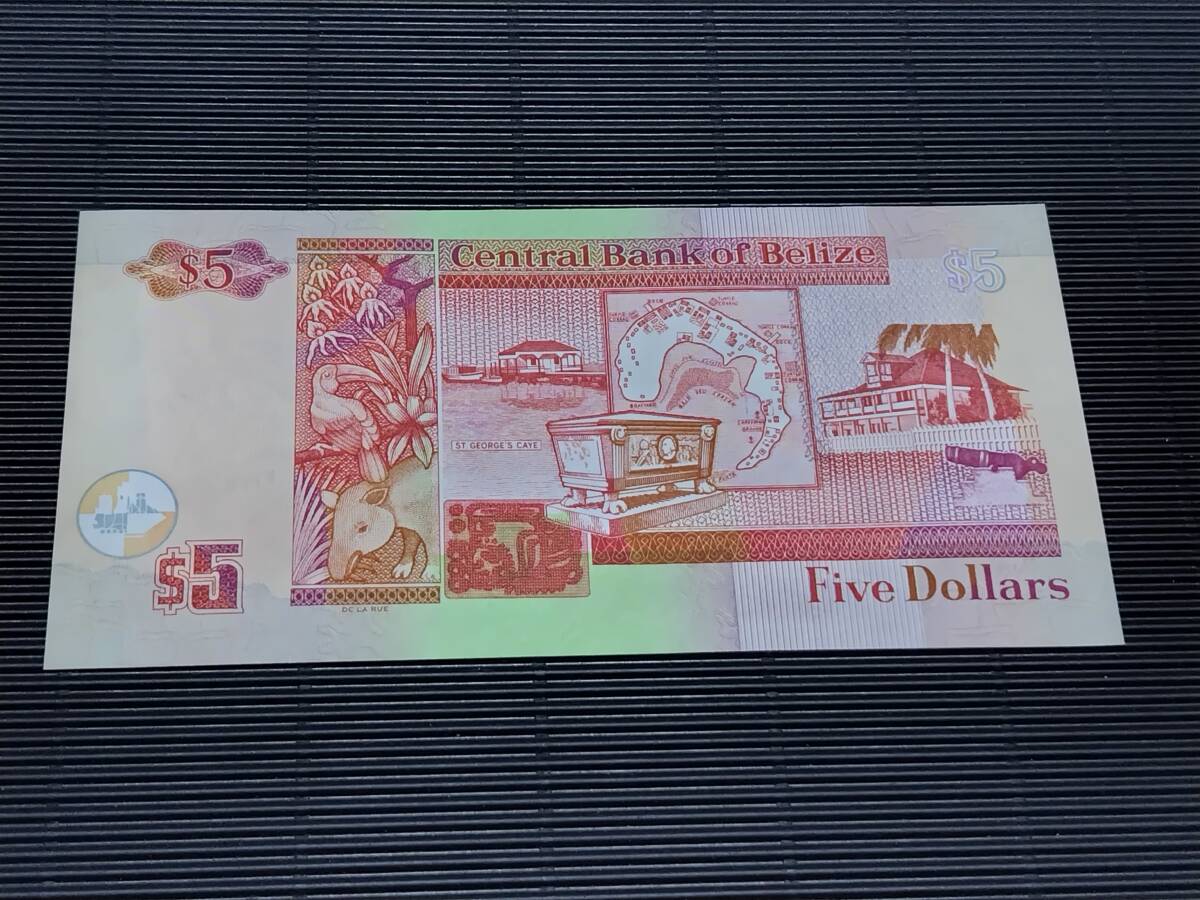 $5
Central Bank of Belize
$5
ST GEORGE'S CAYE
$5
DE LA RUE
Five Dollars